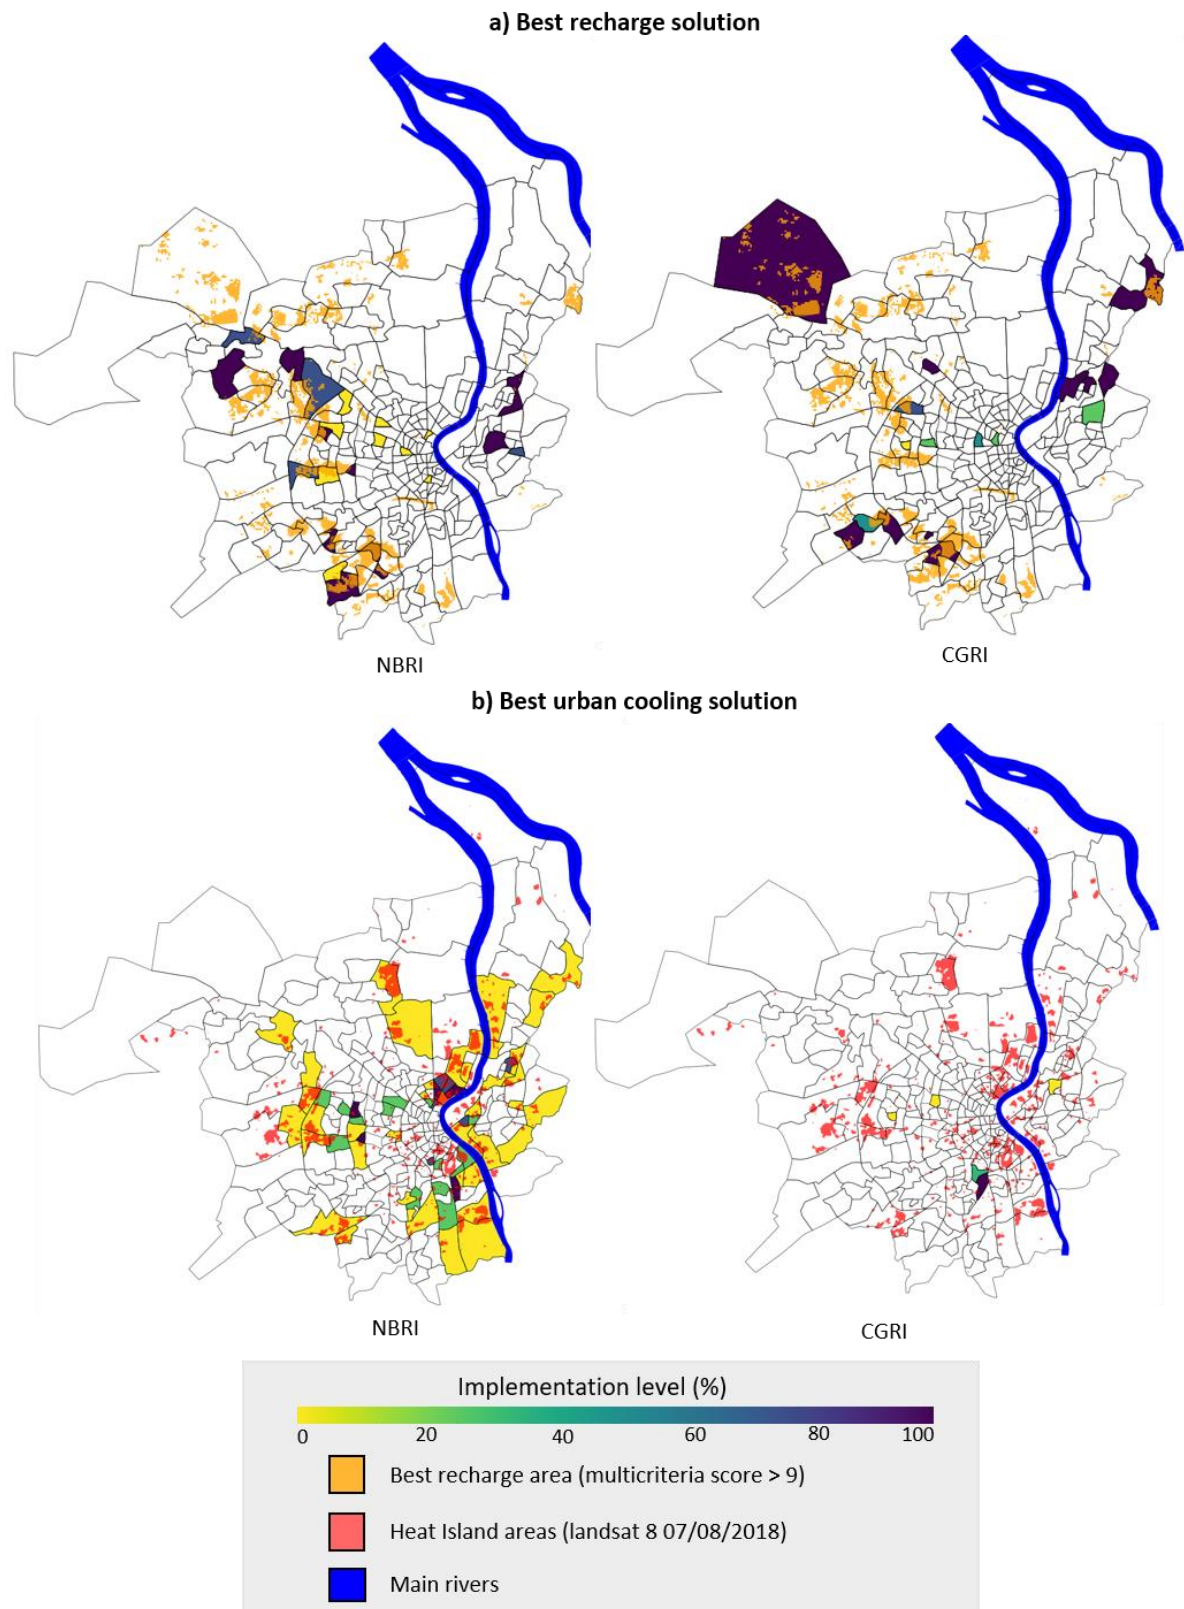 a) Best recharge solution
NBRI
CGRI
b) Best urban cooling solution
NBRI
CGRI
Implementation level (%)
0 20 40 60 80 100
Best recharge area (multicriteria score > 9)
Heat Island areas (landsat 8 07/08/2018)
Main rivers